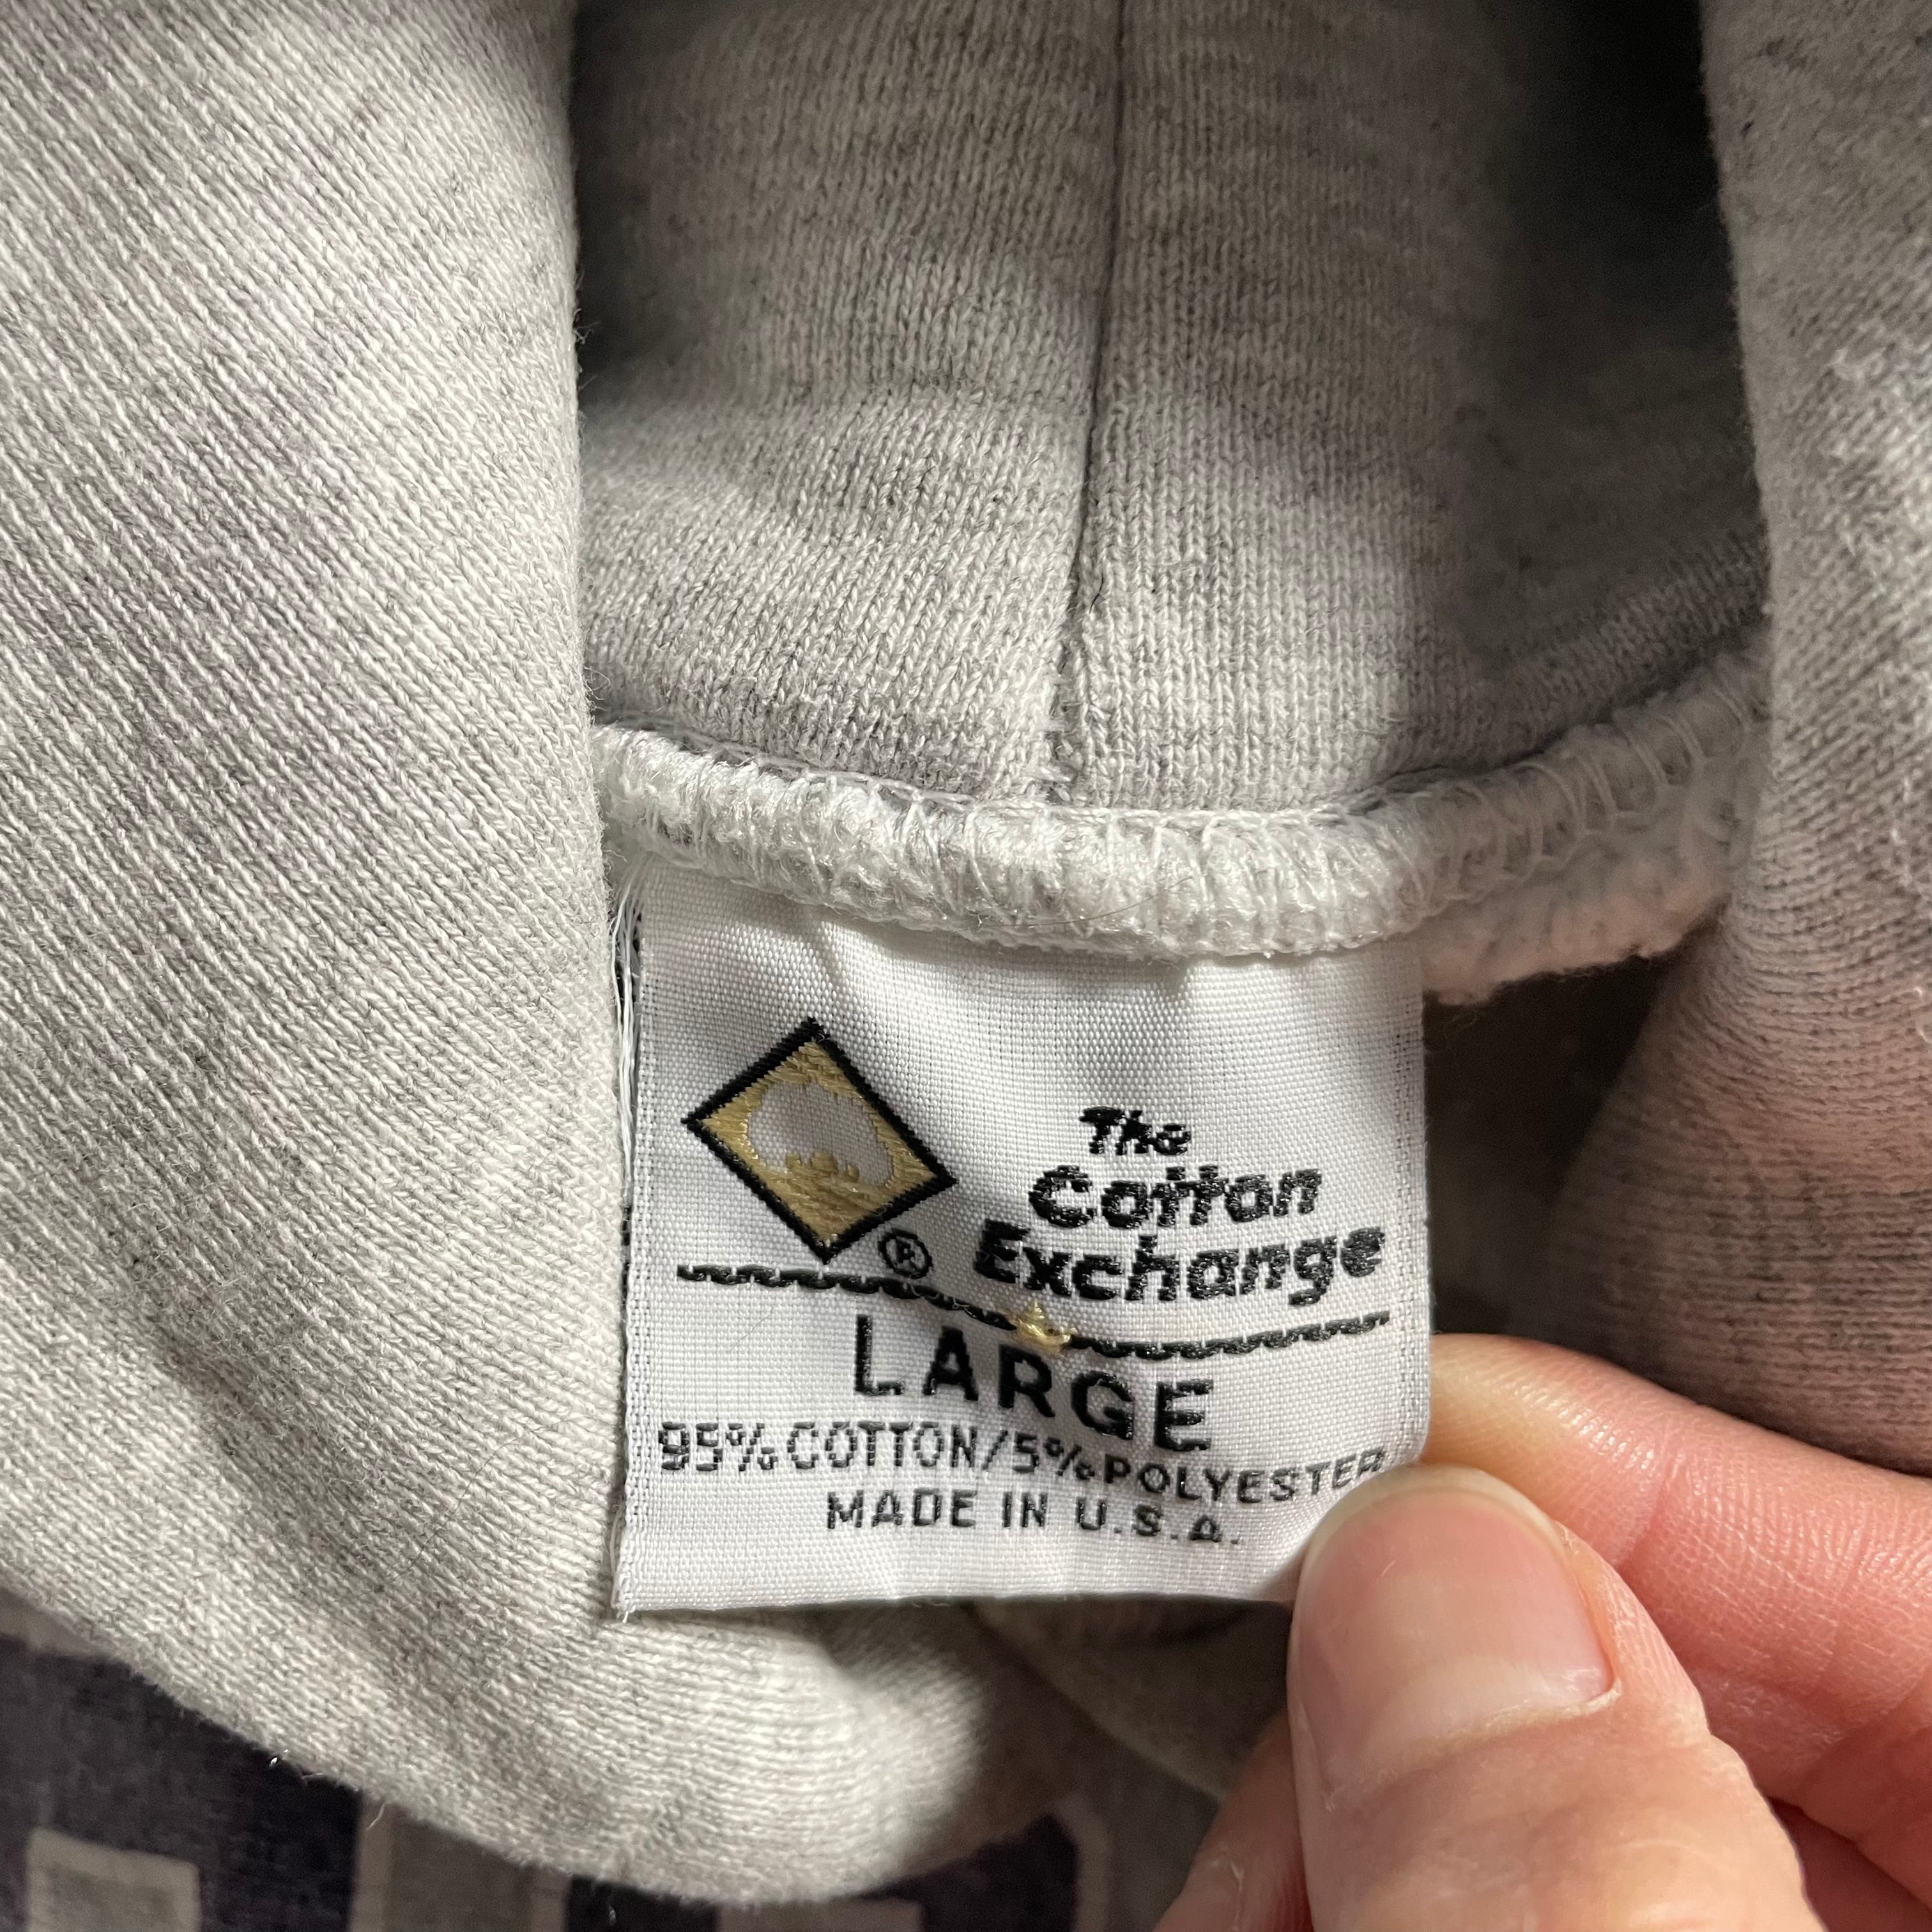 The
Cotton
Exchange
®
LARGE
95% COTTON/5% POLYESTER
MADE IN U.S.A.